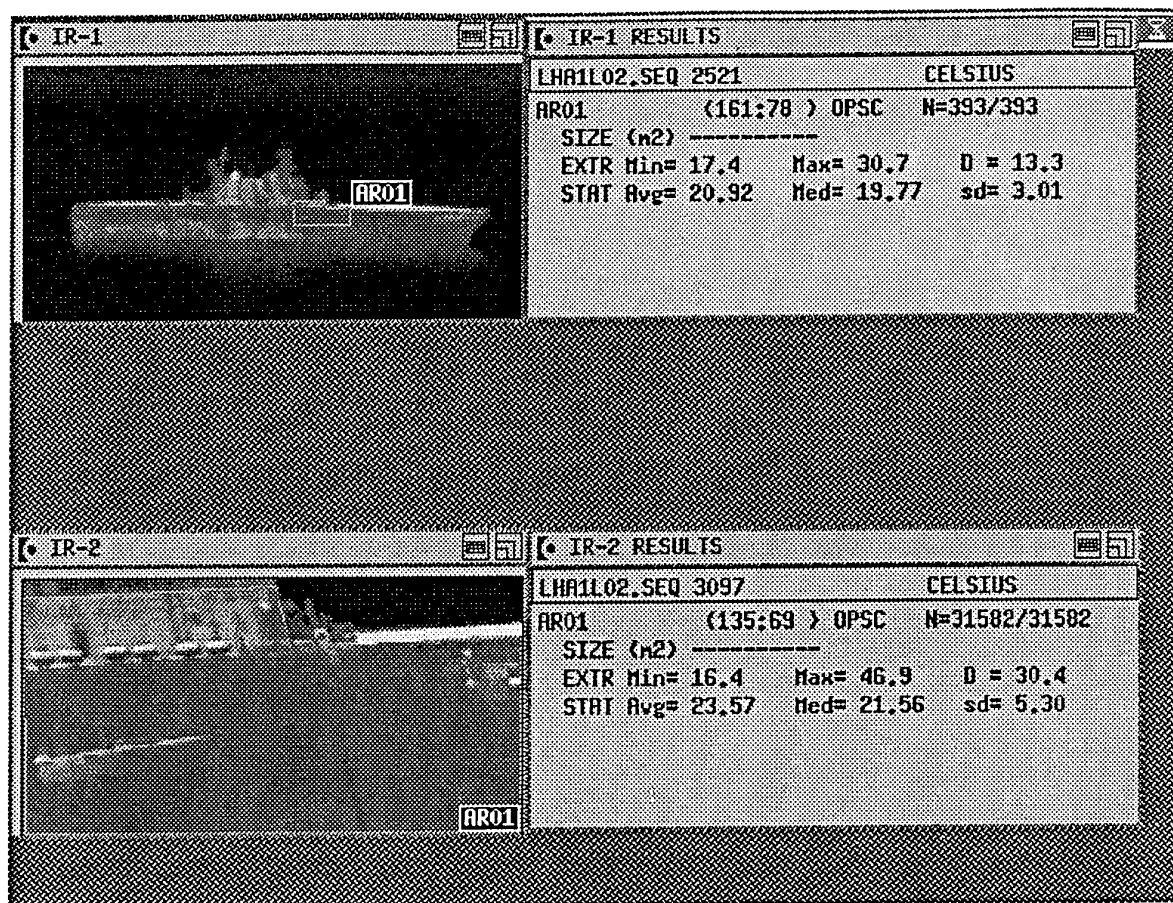 IR-1
AR01
IR-1 RESULTS
LHA1L02.SEQ 2521 CELSIUS
AR01 (161:78 ) OPSC N=393/393
SIZE (m2) ----------
EXTR Min= 17.4 Max= 30.7 D = 13.3
STAT Avg= 20.92 Med= 19.77 sd= 3.01
IR-2
AR01
IR-2 RESULTS
LHA1L02.SEQ 3097 CELSIUS
AR01 (135:69 ) OPSC N=31582/31582
SIZE (m2) ----------
EXTR Min= 16.4 Max= 46.9 D = 30.4
STAT Avg= 23.57 Med= 21.56 sd= 5.30